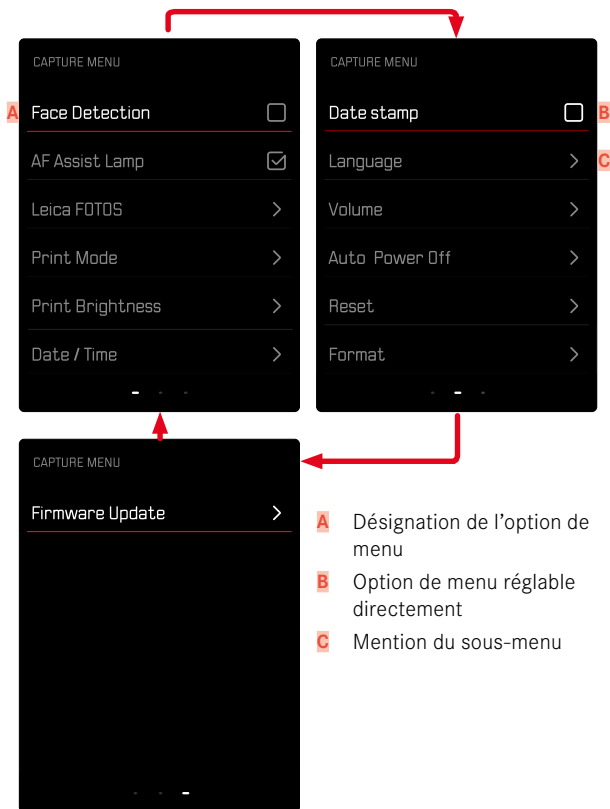 CAPTURE MENU
A Face Detection
AF Assist Lamp
Leica FOTOS
Print Mode
Print Brightness
Date / Time
CAPTURE MENU
Date stamp B
Language C
Volume
Auto Power Off
Reset
Format
CAPTURE MENU
Firmware Update
A Désignation de l’option de
menu
B Option de menu réglable
directement
C Mention du sous-menu